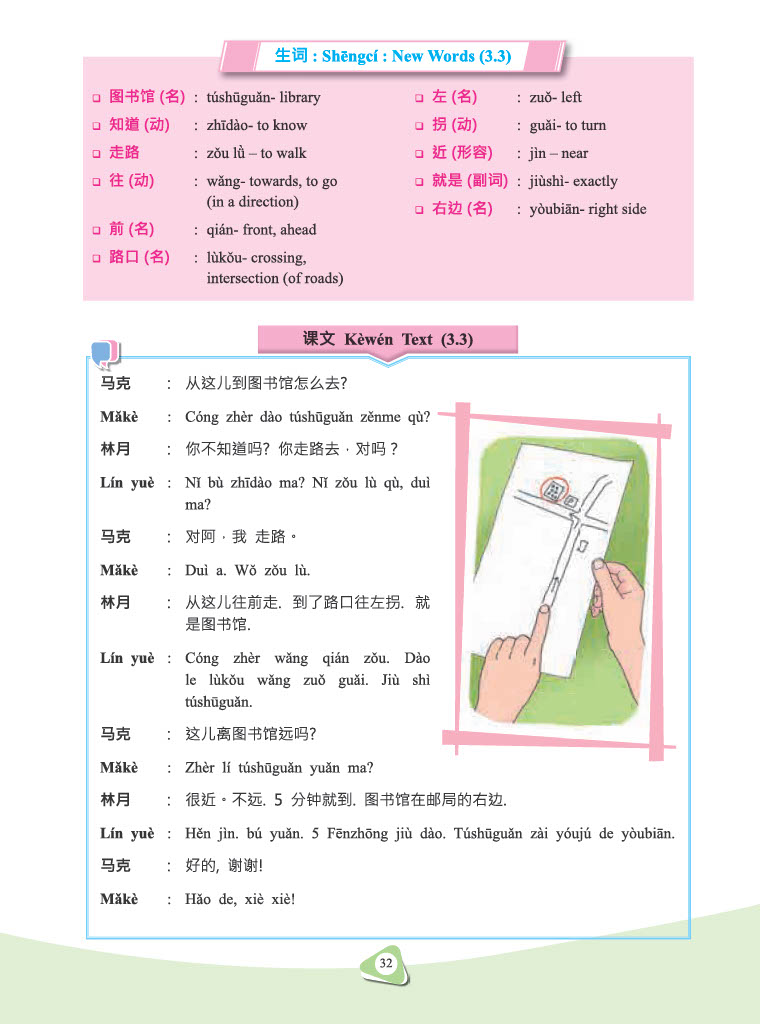 生词 : Shēngcí : New Words (3.3)
❑ 图书馆 (名) : túshūguǎn- library
❑ 知道 (动) : zhīdào- to know
❑ 走路 : zǒu lǜ – to walk
❑ 往 (动) : wǎng- towards, to go
(in a direction)
❑ 前 (名) : qián- front, ahead
❑ 路口 (名) : lùkǒu- crossing,
intersection (of roads)
❑ 左 (名) : zuǒ- left
❑ 拐 (动) : guǎi- to turn
❑ 近 (形容) : jìn – near
❑ 就是 (副词) : jiùshì- exactly
❑ 右边 (名) : yòubiān- right side
课文 Kèwén Text (3.3)
马克 : 从这儿到图书馆怎么去?
Mǎkè : Cóng zhèr dào túshūguǎn zěnme qù?
林月 : 你不知道吗? 你走路去，对吗？
Lín yuè : Nǐ bù zhīdào ma? Nǐ zǒu lù qù, duì
ma?
马克 : 对阿，我 走路。
Mǎkè : Duì a. Wǒ zǒu lù.
林月 : 从这儿往前走. 到了路口往左拐. 就
是图书馆.
Lín yuè : Cóng zhèr wǎng qián zǒu. Dào
le lùkǒu wǎng zuǒ guǎi. Jiù shì
túshūguǎn.
马克 : 这儿离图书馆远吗?
Mǎkè : Zhèr lí túshūguǎn yuǎn ma?
林月 : 很近。不远. 5 分钟就到. 图书馆在邮局的右边.
Lín yuè : Hěn jìn. bú yuǎn. 5 Fēnzhōng jiù dào. Túshūguǎn zài yóujú de yòubiān.
马克 : 好的, 谢谢!
Mǎkè : Hǎo de, xiè xiè!
32